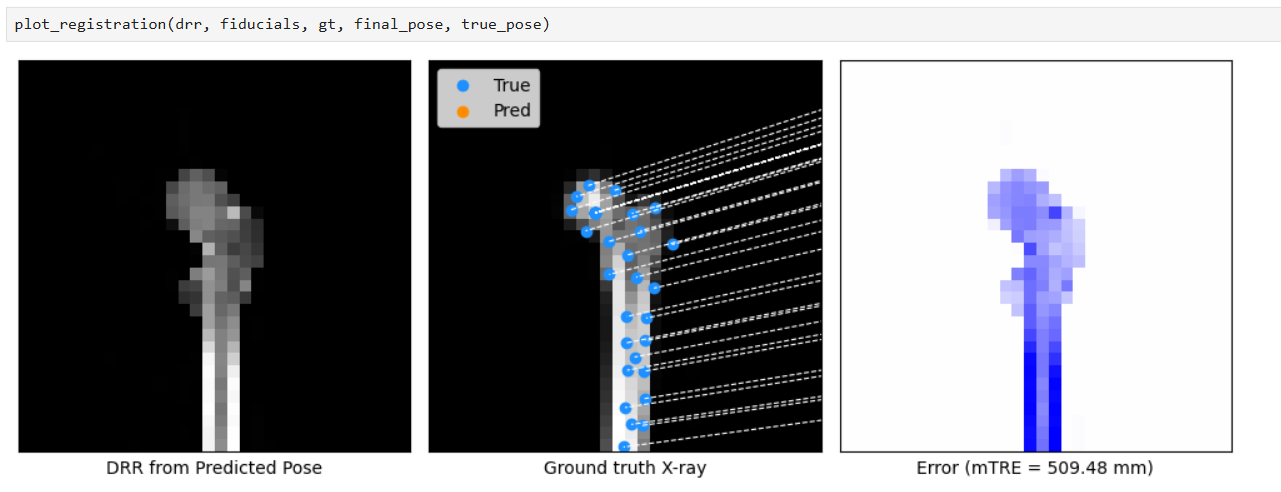 plot_registration(drr, fiducials, gt, final_pose, true_pose)
True
Pred
DRR from Predicted Pose
Ground truth X-ray
Error (mTRE = 509.48 mm)